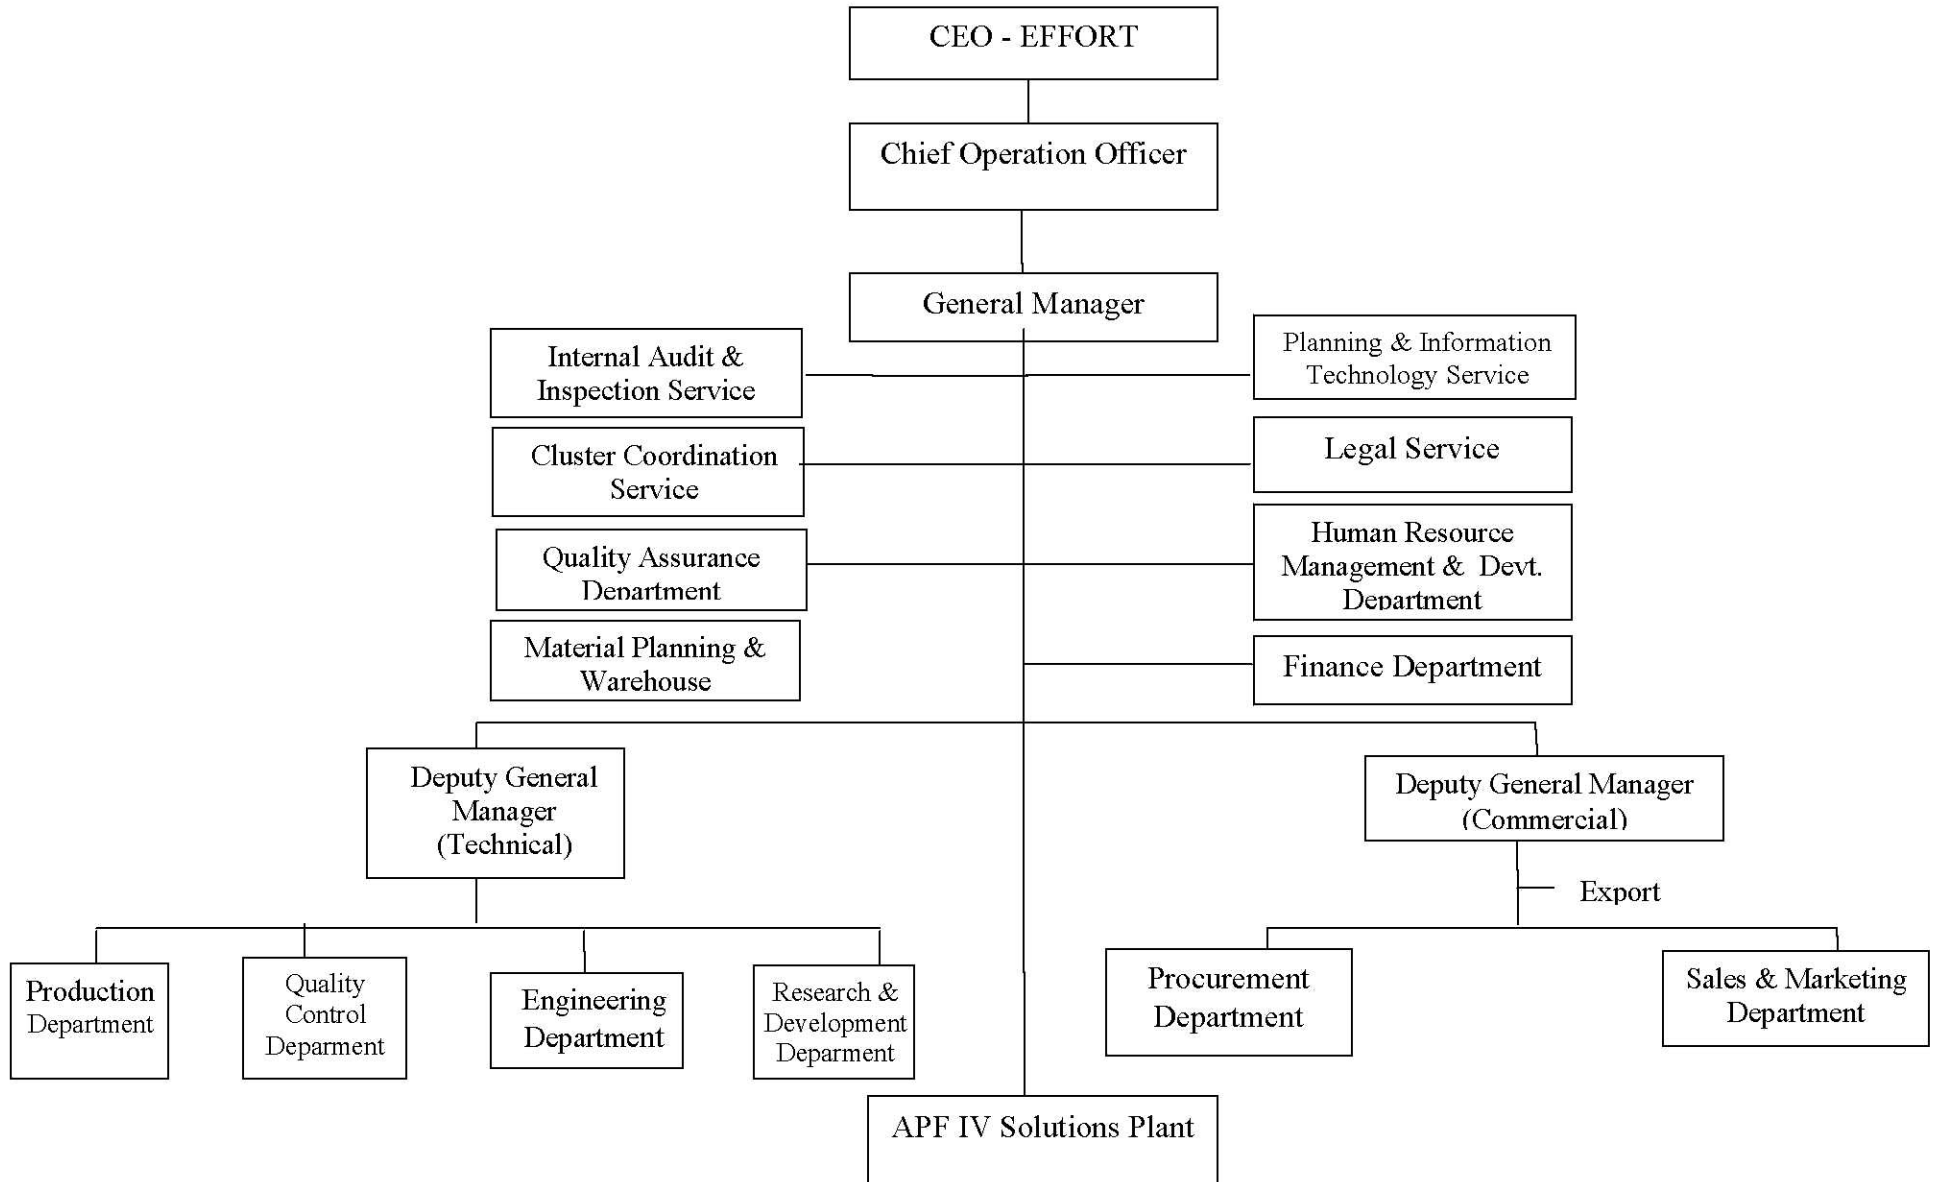 CEO - EFFORT
Chief Operation Officer
General Manager
Internal Audit &
Inspection Service
Planning & Information
Technology Service
Cluster Coordination
Service
Legal Service
Quality Assurance
Department
Human Resource
Management & Devt.
Department
Material Planning &
Warehouse
Finance Department
Deputy General
Manager
(Technical)
Deputy General Manager
(Commercial)
Export
Production
Department
Quality
Control
Deparment
Engineering
Department
Research &
Development
Deparment
Procurement
Department
Sales & Marketing
Department
APF IV Solutions Plant